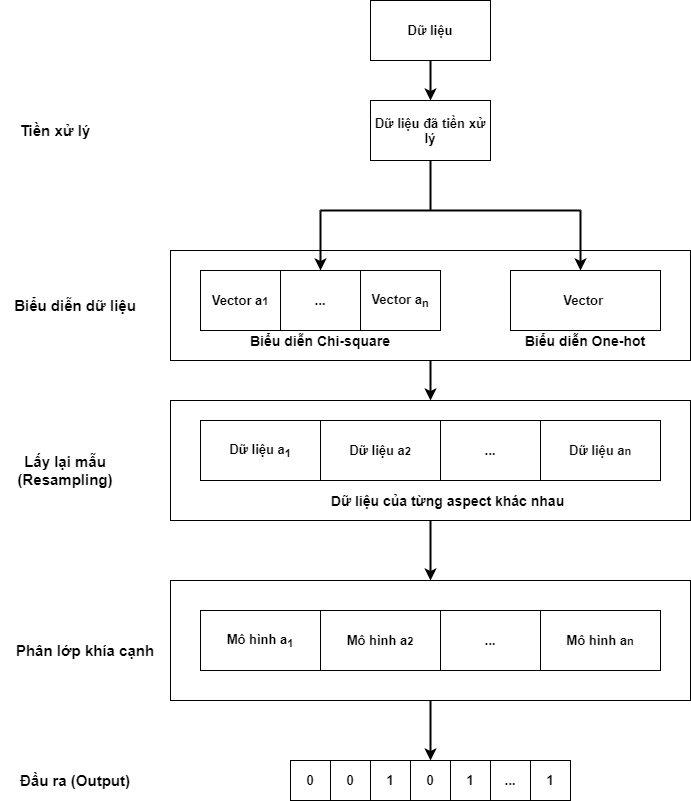 Dữ liệu
Tiền xử lý
Dữ liệu đã tiền xử
lý
Biểu diễn dữ liệu
Vector a1
...
Vector an
Vector
Biểu diễn Chi-square
Biểu diễn One-hot
Lấy lại mẫu
(Resampling)
Dữ liệu a1
Dữ liệu a2
...
Dữ liệu an
Dữ liệu của từng aspect khác nhau
Phân lớp khía cạnh
Mô hình a1
Mô hình a2
...
Mô hình an
Đầu ra (Output)
0 0 1 0 1 ... 1